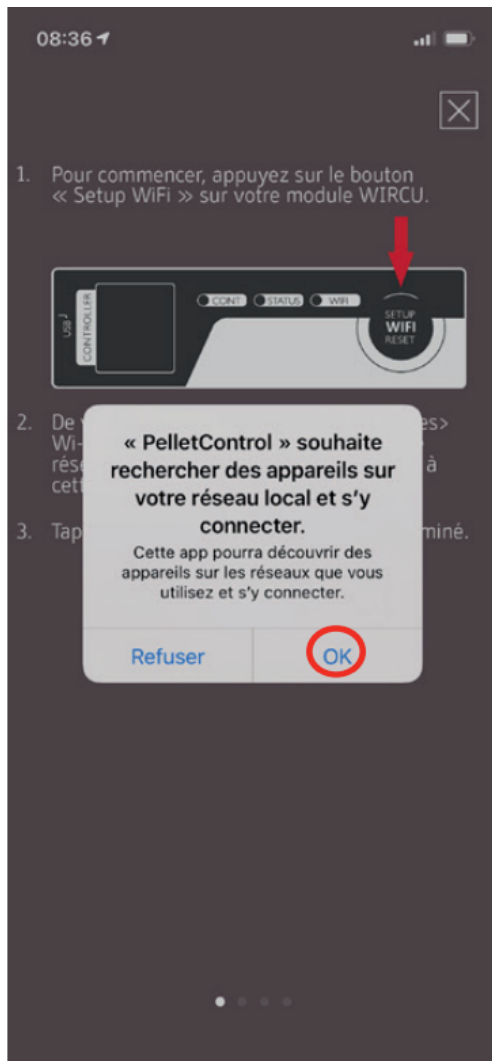 08:36
1. Pour commencer, appuyez sur le bouton
« Setup WiFi » sur votre module WIRCU.
USB
CONTROLLER
CONT STATUS WIFI
SETUP
WIFI
RESET
2. De
es>
Wi-
rése
à
cett
« PelletControl » souhaite
rechercher des appareils sur
votre réseau local et s’y
connecter.
3. Tap
miné.
Cette app pourra découvrir des
appareils sur les réseaux que vous
utilisez et s’y connecter.
Refuser OK